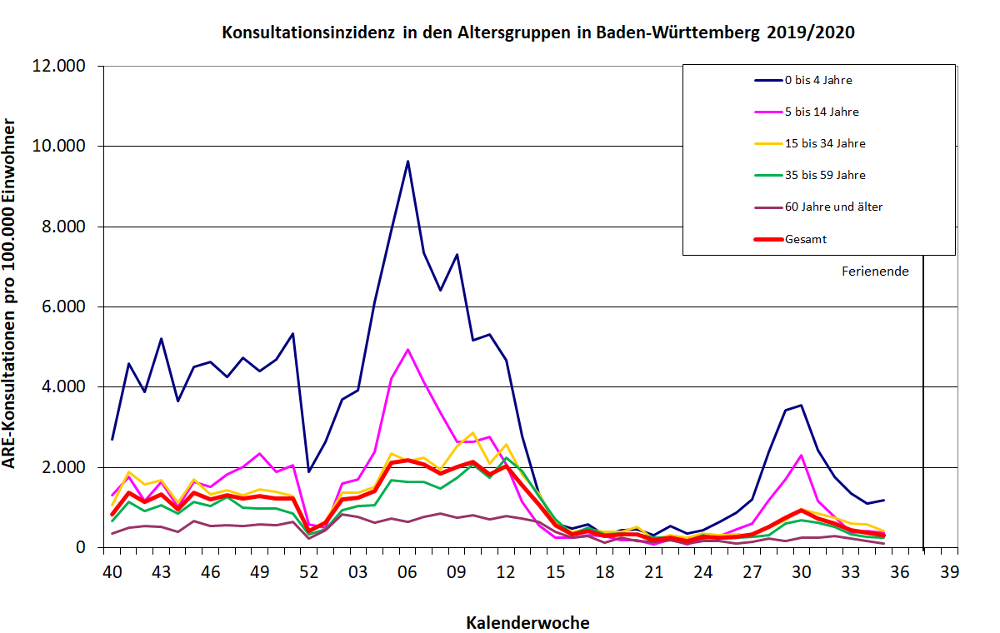 Konsultationsinzidenz in den Altersgruppen in Baden-Württemberg 2019/2020
ARE-Konsultationen pro 100.000 Einwohner
12.000
10.000
8.000
6.000
4.000
2.000
0
0 bis 4 Jahre
5 bis 14 Jahre
15 bis 34 Jahre
35 bis 59 Jahre
60 Jahre und älter
Gesamt
Ferienende
40 43 46 49 52 03 06 09 12 15 18 21 24 27 30 33 36 39
Kalenderwoche